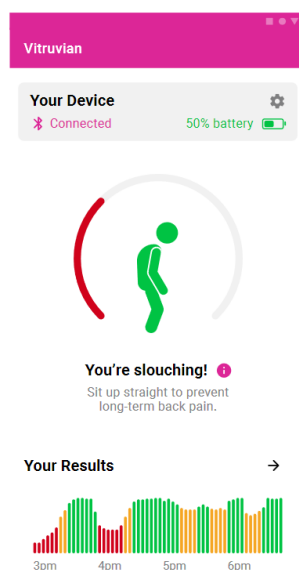 Vitruvian
Your Device
Connected
50% battery
You're slouching!
Sit up straight to prevent
long-term back pain.
Your Results
3pm 4pm 5pm 6pm